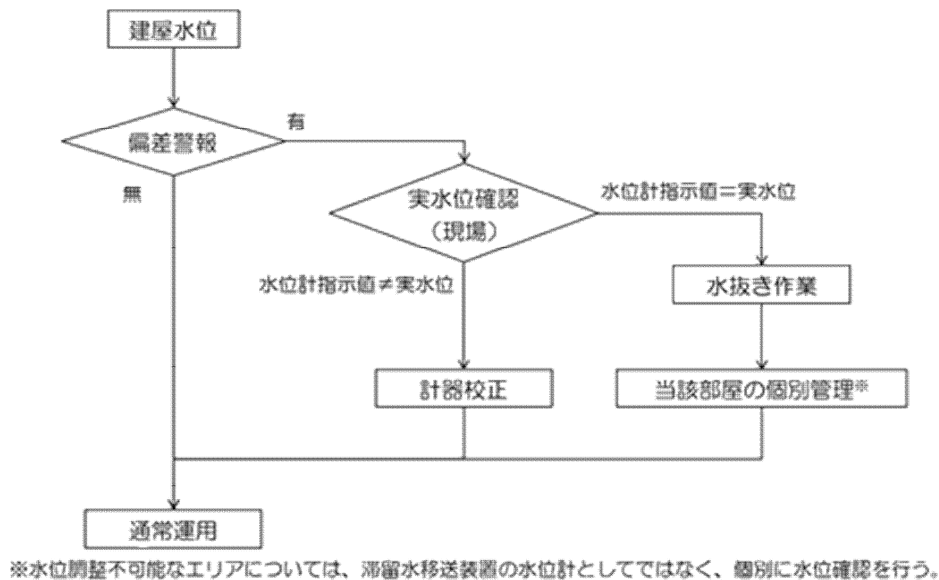 建屋水位
偏差警報
有
無
実水位確認
（現場）
水位計指示値＝実水位
水位計指示値≠実水位
水抜き作業
計器校正
当該部屋の個別管理※
通常運用
※水位調整不可能なエリアについては、滞留水移送装置の水位計としてではなく、個別に水位確認を行う。